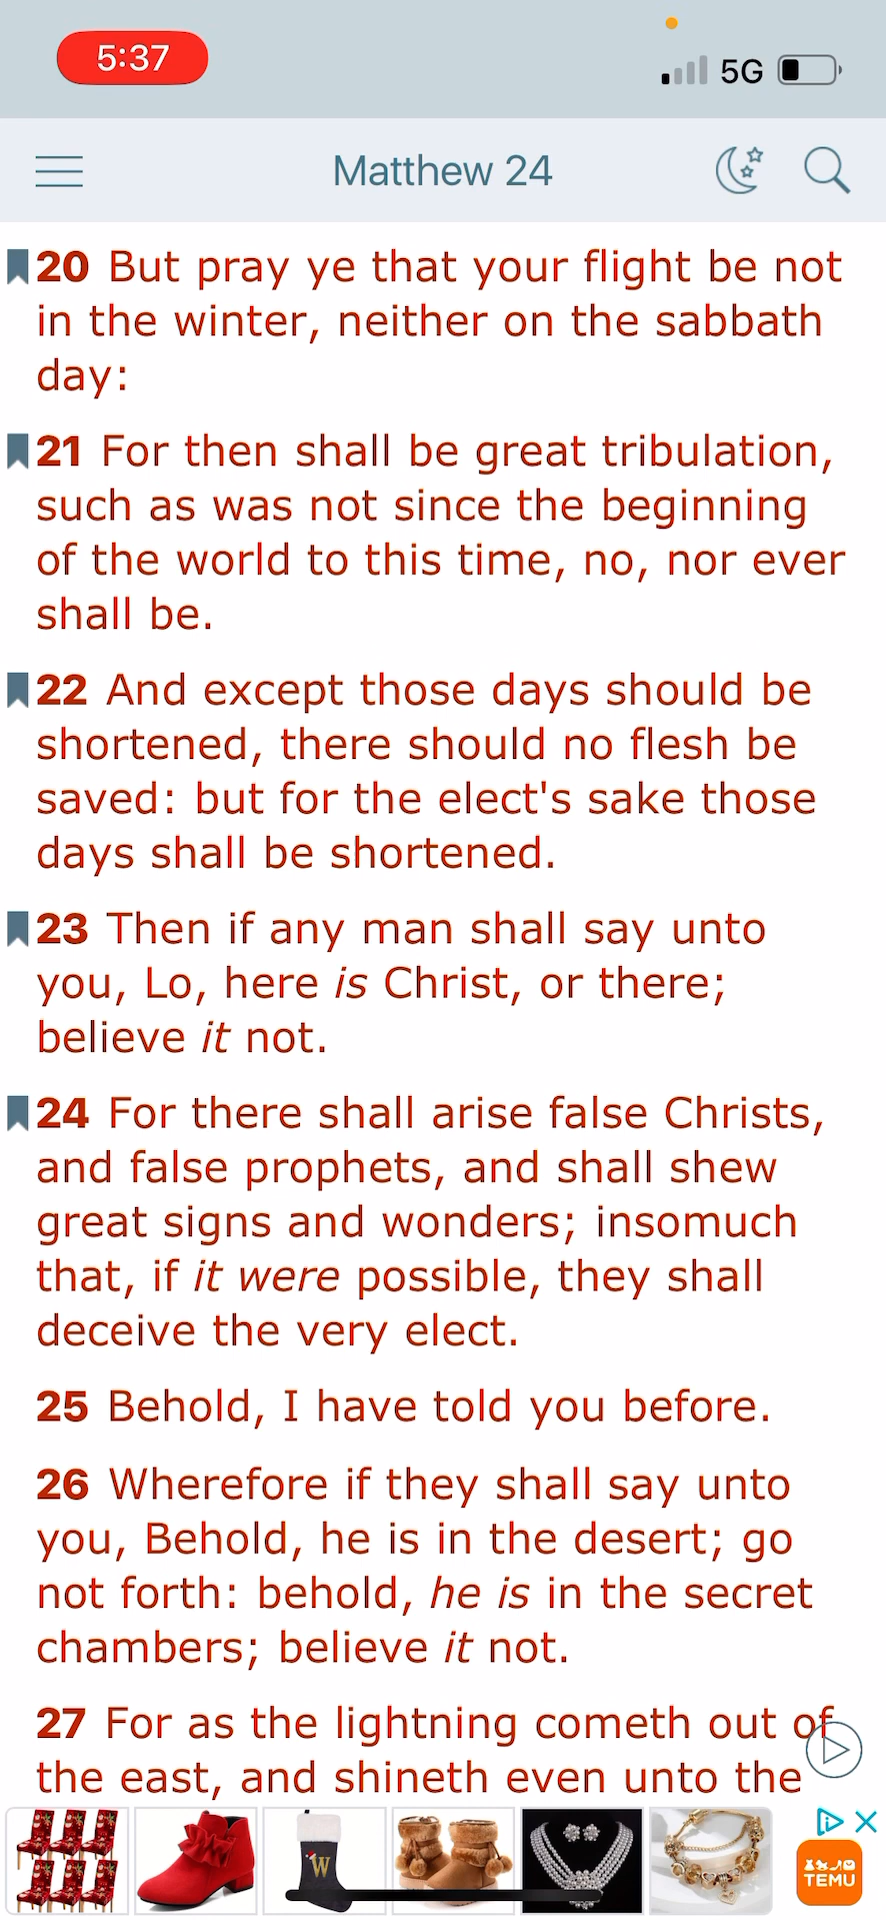 5:37
5G
Matthew 24
20 But pray ye that your flight be not
in the winter, neither on the sabbath
day:
21 For then shall be great tribulation,
such as was not since the beginning
of the world to this time, no, nor ever
shall be.
22 And except those days should be
shortened, there should no flesh be
saved: but for the elect's sake those
days shall be shortened.
23 Then if any man shall say unto
you, Lo, here is Christ, or there;
believe it not.
24 For there shall arise false Christs,
and false prophets, and shall shew
great signs and wonders; insomuch
that, if it were possible, they shall
deceive the very elect.
25 Behold, I have told you before.
26 Wherefore if they shall say unto
you, Behold, he is in the desert; go
not forth: behold, he is in the secret
chambers; believe it not.
27 For as the lightning cometh out of
the east, and shineth even unto the
W
TEMU